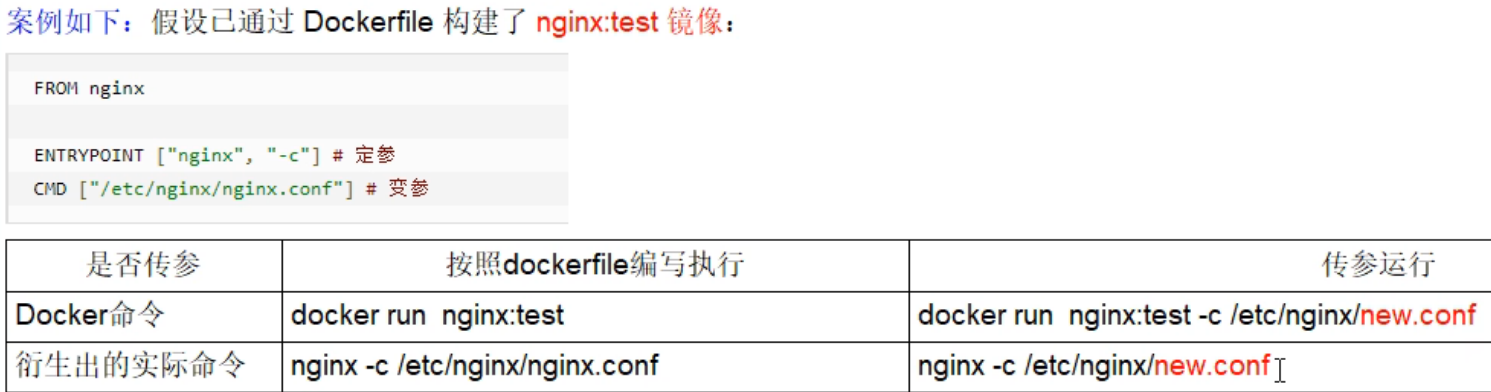 案例如下：假设已通过 Dockerfile 构建了 nginx:test 镜像：
FROM nginx
ENTRYPOINT ["nginx", "-c"] # 定参
CMD ["/etc/nginx/nginx.conf"] # 变参
是否传参 按照dockerfile编写执行 传参运行
Docker命令 docker run  nginx:test docker run  nginx:test -c /etc/nginx/new.conf
衍生出的实际命令 nginx -c /etc/nginx/nginx.conf nginx -c /etc/nginx/new.conf